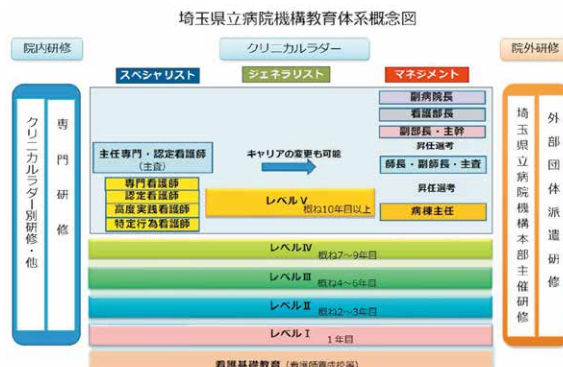 埼玉県立病院機構教育体系概念図
院内研修
クリニカルラダー
院外研修
スペシャリスト
ジェネラリスト
マネジメント
クリニカルラダー別研修・他
専門研修
主任専門・認定看護師
(主査)
専門看護師
認定看護師
高度実践看護師
特定行為看護師
キャリアの変更も可能
レベルⅤ
概ね10年目以上
副病院長
看護部長
副部長・主幹
昇任選考
師長・副師長・主査
昇任選考
病棟主任
レベルⅣ
概ね7～9年目
レベルⅢ
概ね4～6年目
レベルⅡ
概ね2～3年目
レベルⅠ
1年目
看護基礎教育(看護師養成校等)
埼玉県立病院機構本部主催研修
外部団体派遣研修